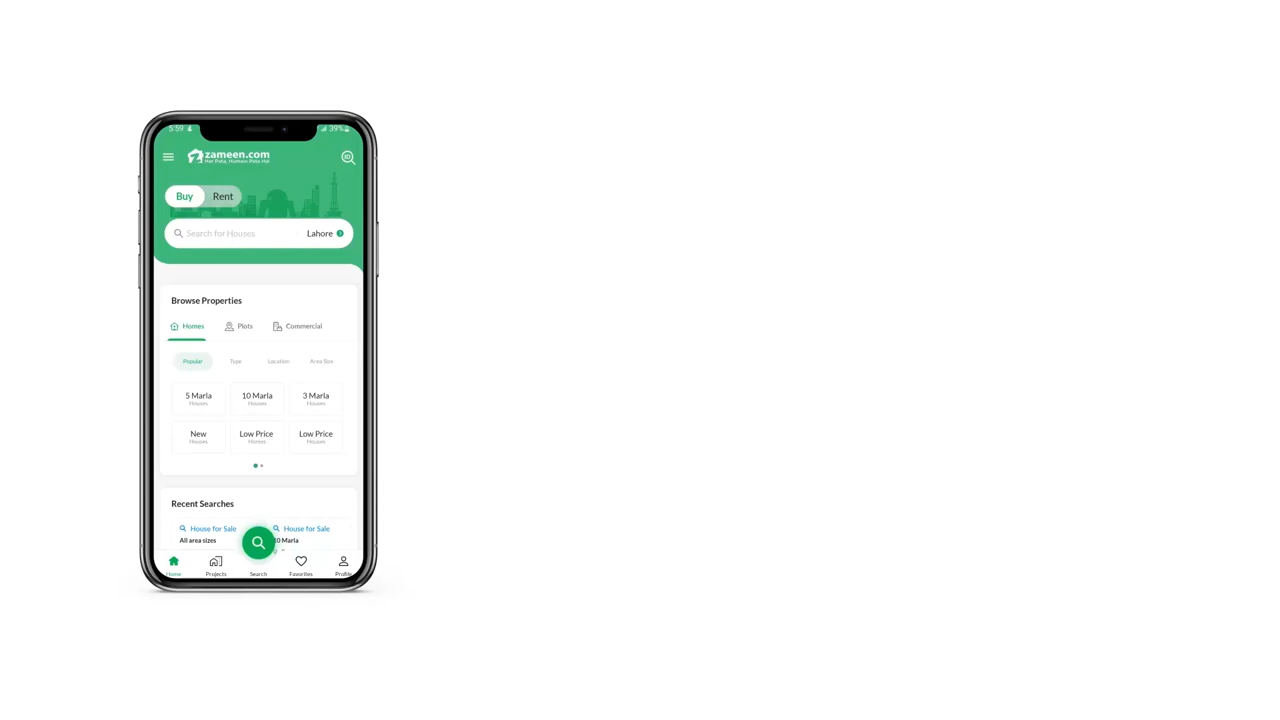 5:59
39%
zameen.com
Har Pata, Humein Pata Hai
ID
Buy Rent
Search for Houses Lahore
Browse Properties
Homes Plots Commercial
Popular Type Location Area Size
5 Marla 10 Marla 3 Marla
Houses Houses Houses
New Low Price Low Price
Houses Homes Houses
Recent Searches
House for Sale House for Sale
All area sizes 10 Marla
Home Projects Search Favorites Profile